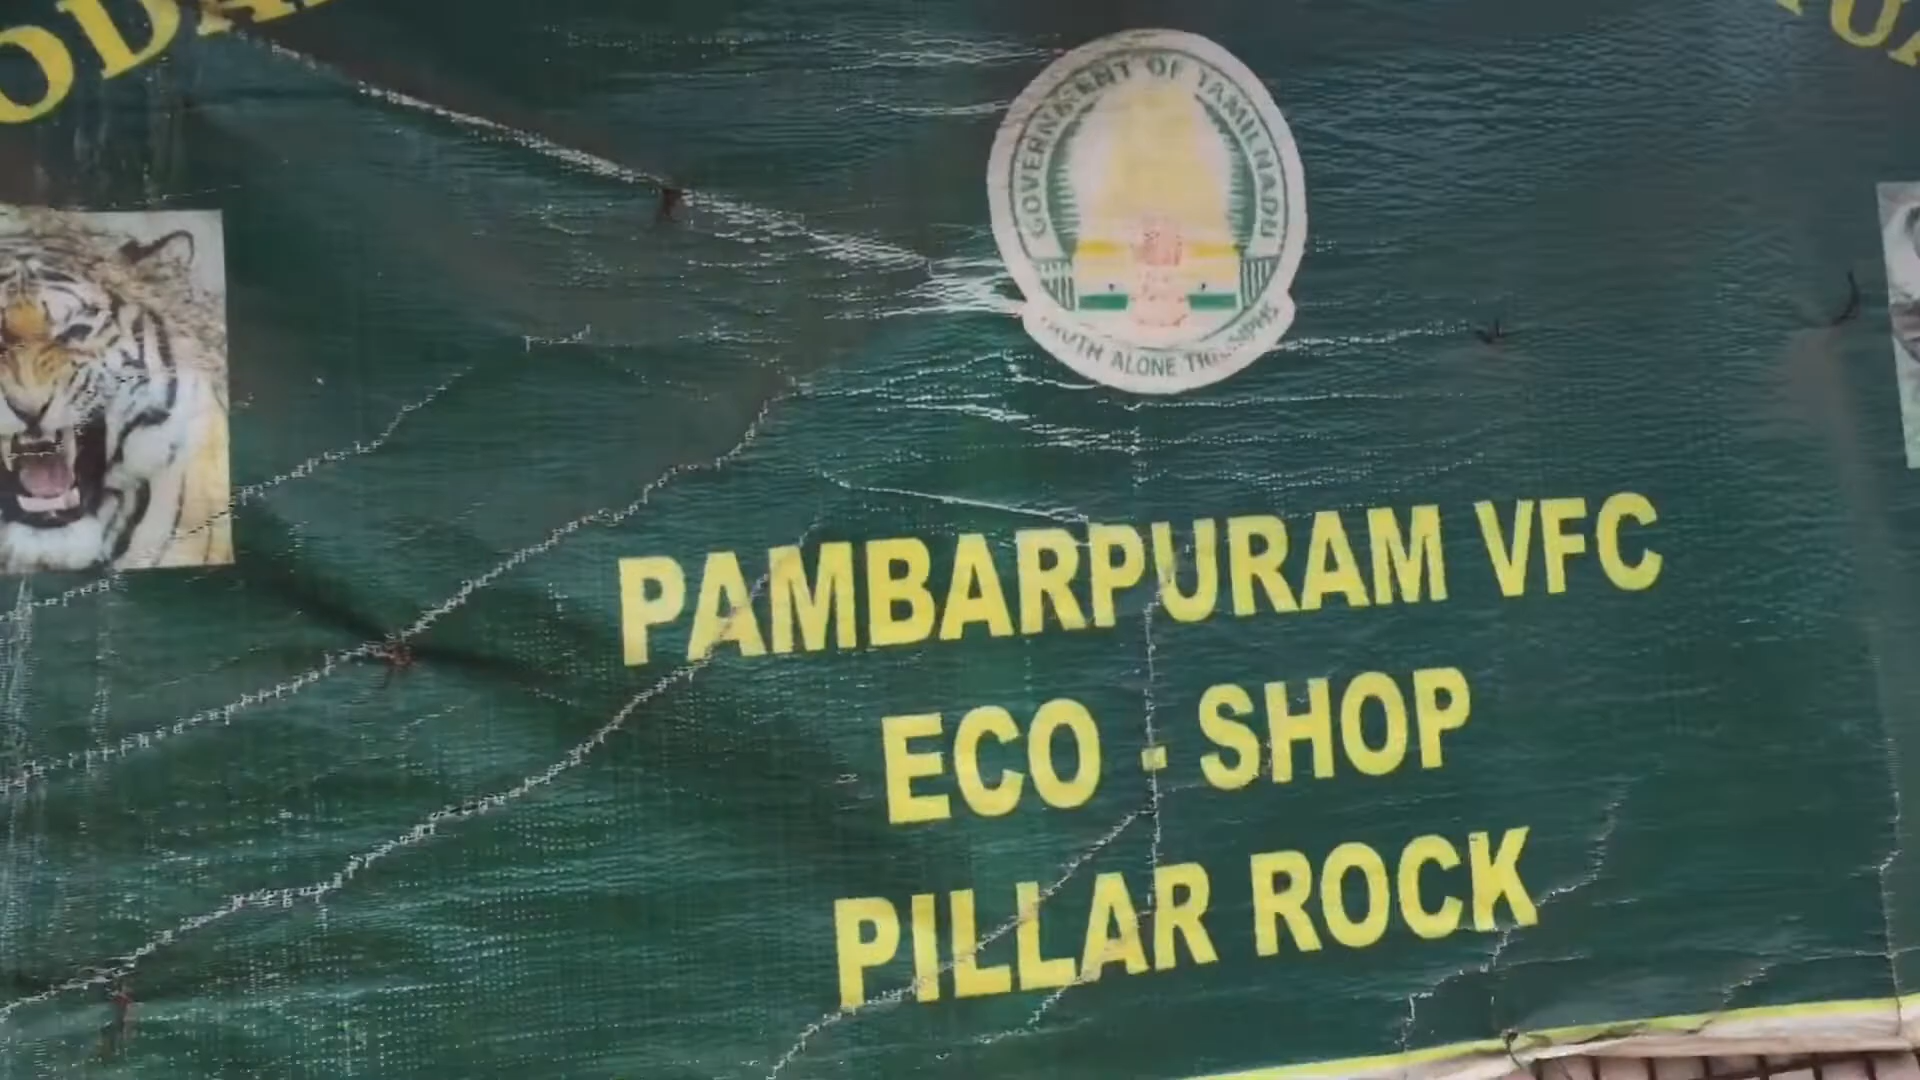 GOVERNMENT OF TAMILNADU
TRUTH ALONE TRIUMPHS
PAMBARPURAM VFC
ECO - SHOP
PILLAR ROCK